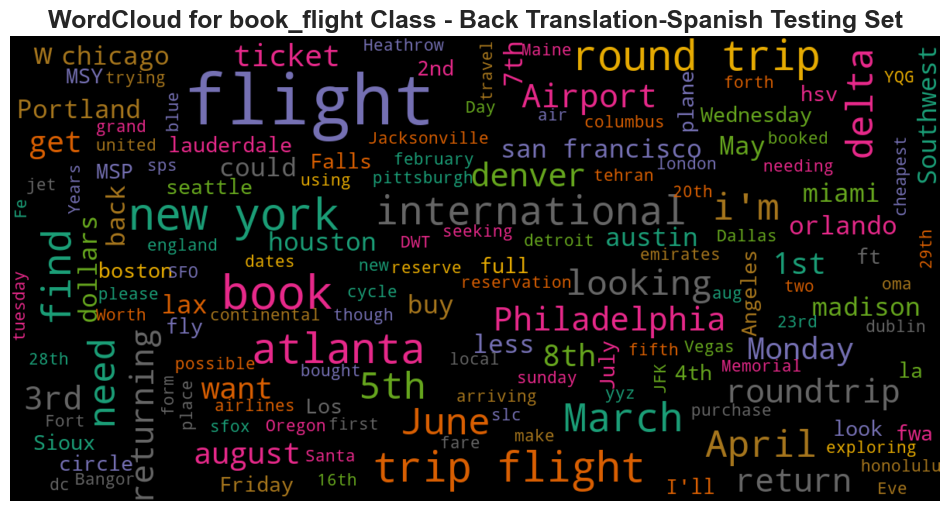 WordCloud for book_flight Class - Back Translation-Spanish Testing Set
W chicago ticket Heathrow travel Maine round trip delta Southwest
MSY trying blue flight 2nd Day 7th forth plane YQG
Portland Airport hsv
grand air columbus Wednesday
get united lauderdale Jacksonville san francisco May booked
Years MSP sps could Falls february london needing cheapest
jet seattle using pittsburgh denver tehran 20th miami
Fe back new york international i'm orlando
dollars england houston DWT seeking detroit austin Dallas 29th
find boston SFO dates new reserve full emirates 1st ft
please book cycle reservation looking aug Angeles two oma
tuesday Worth lax continental though buy Philadelphia madison
need fly less 23rd dublin
28th returning possible atlanta local 8th July fifth Vegas Monday
form bought sunday JFK 4th Memorial la
3rd place want 5th arriving yyz roundtrip
Fort airlines Los slc purchase
Sioux sfox Oregon first June fare make March April look fwa
circle august Santa exploring
dc Bangor Friday 16th trip flight I'll return honolulu
Eve